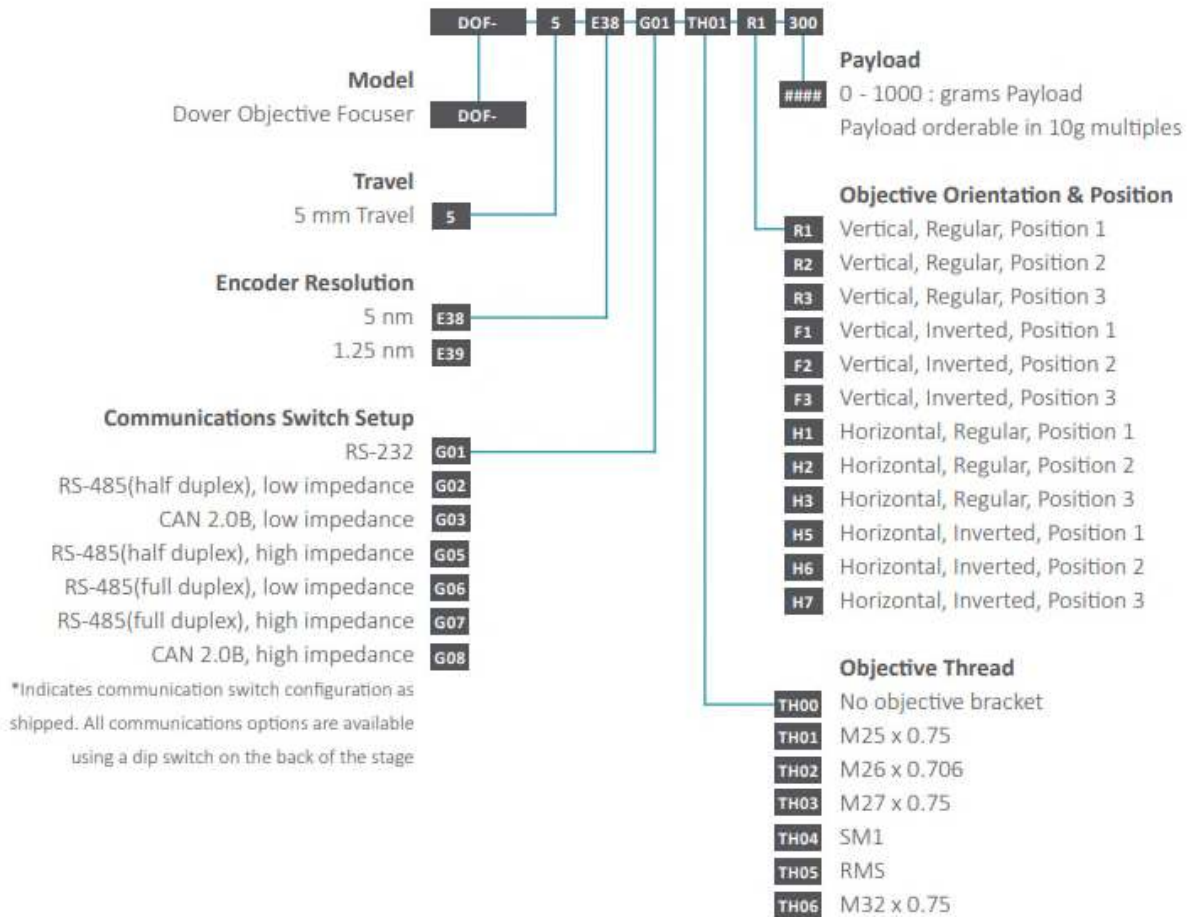 DOF- 5 E38 G01 TH01 R1 300
Model
Dover Objective Focuser DOF-
Travel
5 mm Travel 5
Encoder Resolution
5 nm E38
1.25 nm E39
Communications Switch Setup
RS-232 G01
RS-485(half duplex), low impedance G02
CAN 2.0B, low impedance G03
RS-485(half duplex), high impedance G05
RS-485(full duplex), low impedance G06
RS-485(full duplex), high impedance G07
CAN 2.0B, high impedance G08
*Indicates communication switch configuration as
shipped. All communications options are available
using a dip switch on the back of the stage
Payload
#### 0 - 1000 : grams Payload
Payload orderable in 10g multiples
Objective Orientation & Position
R1 Vertical, Regular, Position 1
R2 Vertical, Regular, Position 2
R3 Vertical, Regular, Position 3
F1 Vertical, Inverted, Position 1
F2 Vertical, Inverted, Position 2
F3 Vertical, Inverted, Position 3
H1 Horizontal, Regular, Position 1
H2 Horizontal, Regular, Position 2
H3 Horizontal, Regular, Position 3
H5 Horizontal, Inverted, Position 1
H6 Horizontal, Inverted, Position 2
H7 Horizontal, Inverted, Position 3
Objective Thread
TH00 No objective bracket
TH01 M25 x 0.75
TH02 M26 x 0.706
TH03 M27 x 0.75
TH04 SM1
TH05 RMS
TH06 M32 x 0.75